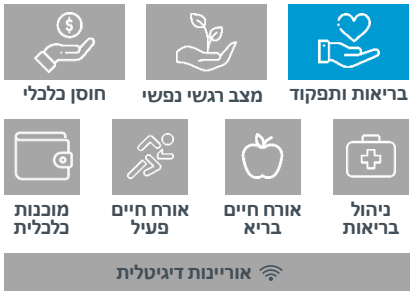 בריאות ותפקוד
מצב רגשי נפשי
חוסן כלכלי
ניהול
בריאות
אורח חיים
בריא
אורח חיים
פעיל
מוכנות
כלכלית
אוריינות דיגיטלית